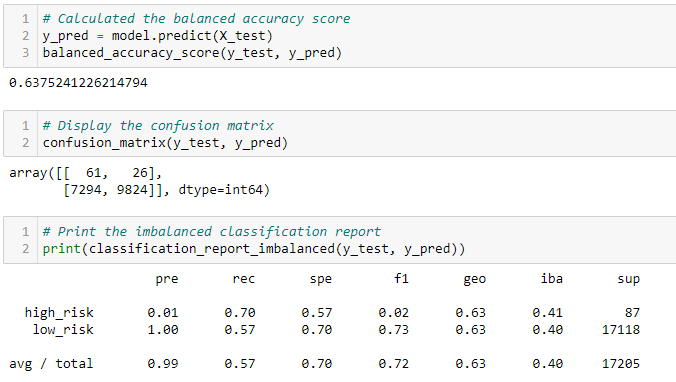 1 # Calculated the balanced accuracy score
2 y_pred = model.predict(X_test)
3 balanced_accuracy_score(y_test, y_pred)
0.6375241226214794
1 # Display the confusion matrix
2 confusion_matrix(y_test, y_pred)
array([[  61,   26],
       [7294, 9824]], dtype=int64)
1 # Print the imbalanced classification report
2 print(classification_report_imbalanced(y_test, y_pred))
pre rec spe f1 geo iba sup
high_risk 0.01 0.70 0.57 0.02 0.63 0.41 87
low_risk 1.00 0.57 0.70 0.73 0.63 0.40 17118
avg / total 0.99 0.57 0.70 0.72 0.63 0.40 17205